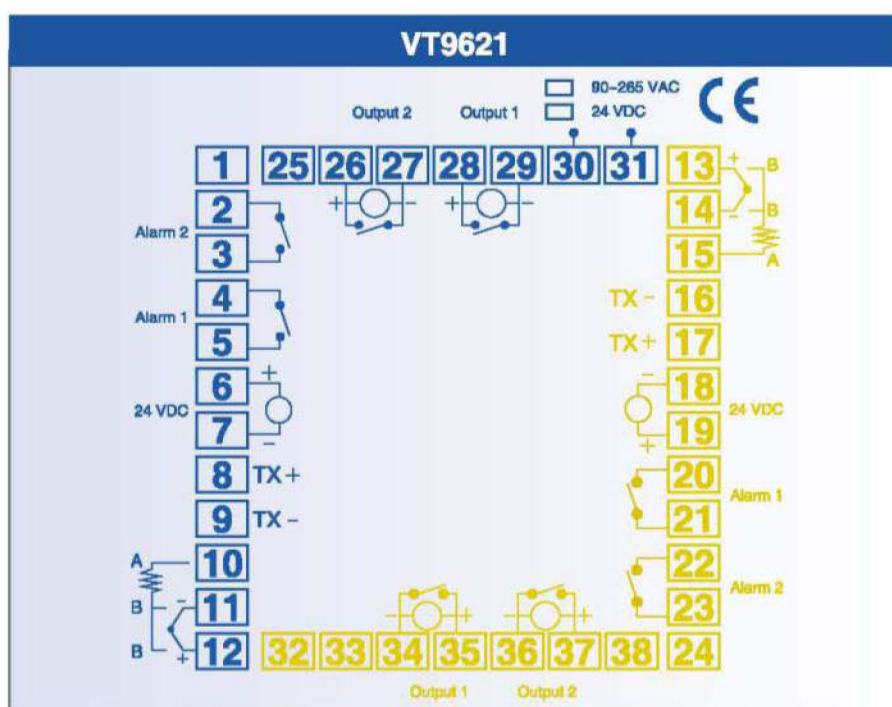 VT9621
90-265 VAC
Output 2 Output 1 24 VDC CE
1 25 26 27 28 29 30 31 13 + B
2 + - + - 14 - B
Alarm 2
3 15 A
4 TX - 16
Alarm 1
5 TX + 17
6 + - 18
24 VDC 24 VDC
7 - + 19
8 TX + 20
Alarm 1
9 TX - 21
A 10 22
Alarm 2
B 11 - - + - + 23
B 12 + 32 33 34 35 36 37 38 24
Output 1 Output 2